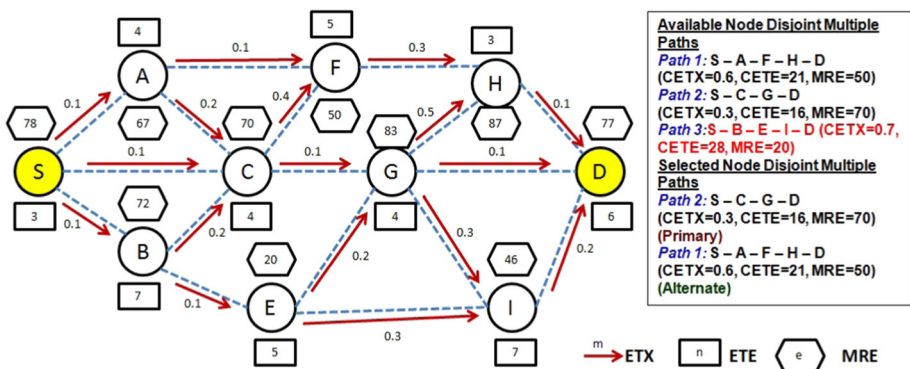 4
5
3
0.1
0.3
A
F
H
0.1
0.2
0.4
0.5
0.1
78
67
70
50
83
87
77
0.1
0.1
0.1
S
C
G
D
72
3
0.1
4
4
6
B
0.2
0.2
0.3
0.2
20
46
7
0.1
E
I
0.3
5
7
m
ETX
n
ETE
e
MRE
Available Node Disjoint Multiple
Paths
Path 1: S – A – F – H – D
(CETX=0.6, CETE=21, MRE=50)
Path 2: S – C – G – D
(CETX=0.3, CETE=16, MRE=70)
Path 3:S – B – E – I – D (CETX=0.7,
CETE=28, MRE=20)
Selected Node Disjoint Multiple
Paths
Path 2: S – C – G – D
(CETX=0.3, CETE=16, MRE=70)
(Primary)
Path 1: S – A – F – H – D
(CETX=0.6, CETE=21, MRE=50)
(Alternate)